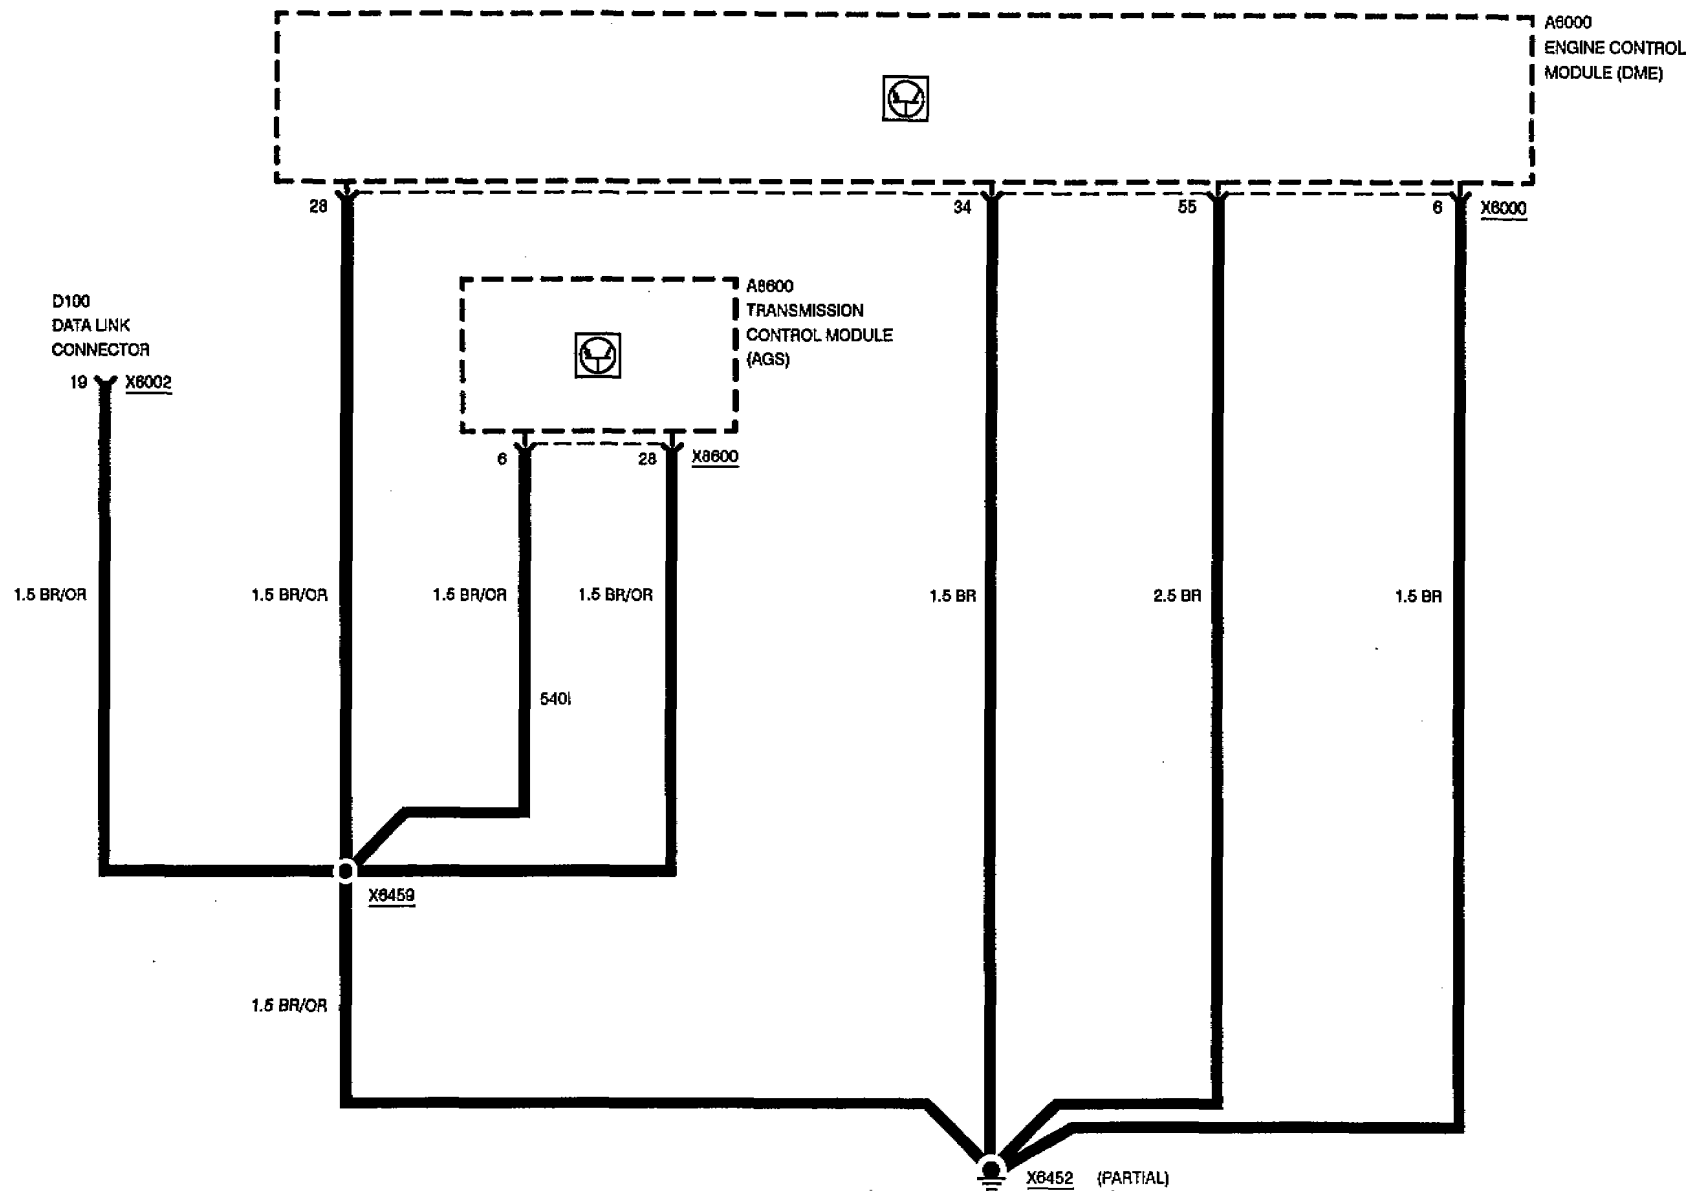 A6000
ENGINE CONTROL
MODULE (DME)
28
34
55
6
X6000
D100
DATA LINK
CONNECTOR
19
X6002
A8600
TRANSMISSION
CONTROL MODULE
(AGS)
6
28
X8600
1.5 BR/OR
1.5 BR/OR
1.5 BR/OR
1.5 BR/OR
1.5 BR
2.5 BR
1.5 BR
540i
X6459
1.5 BR/OR
X6452 (PARTIAL)